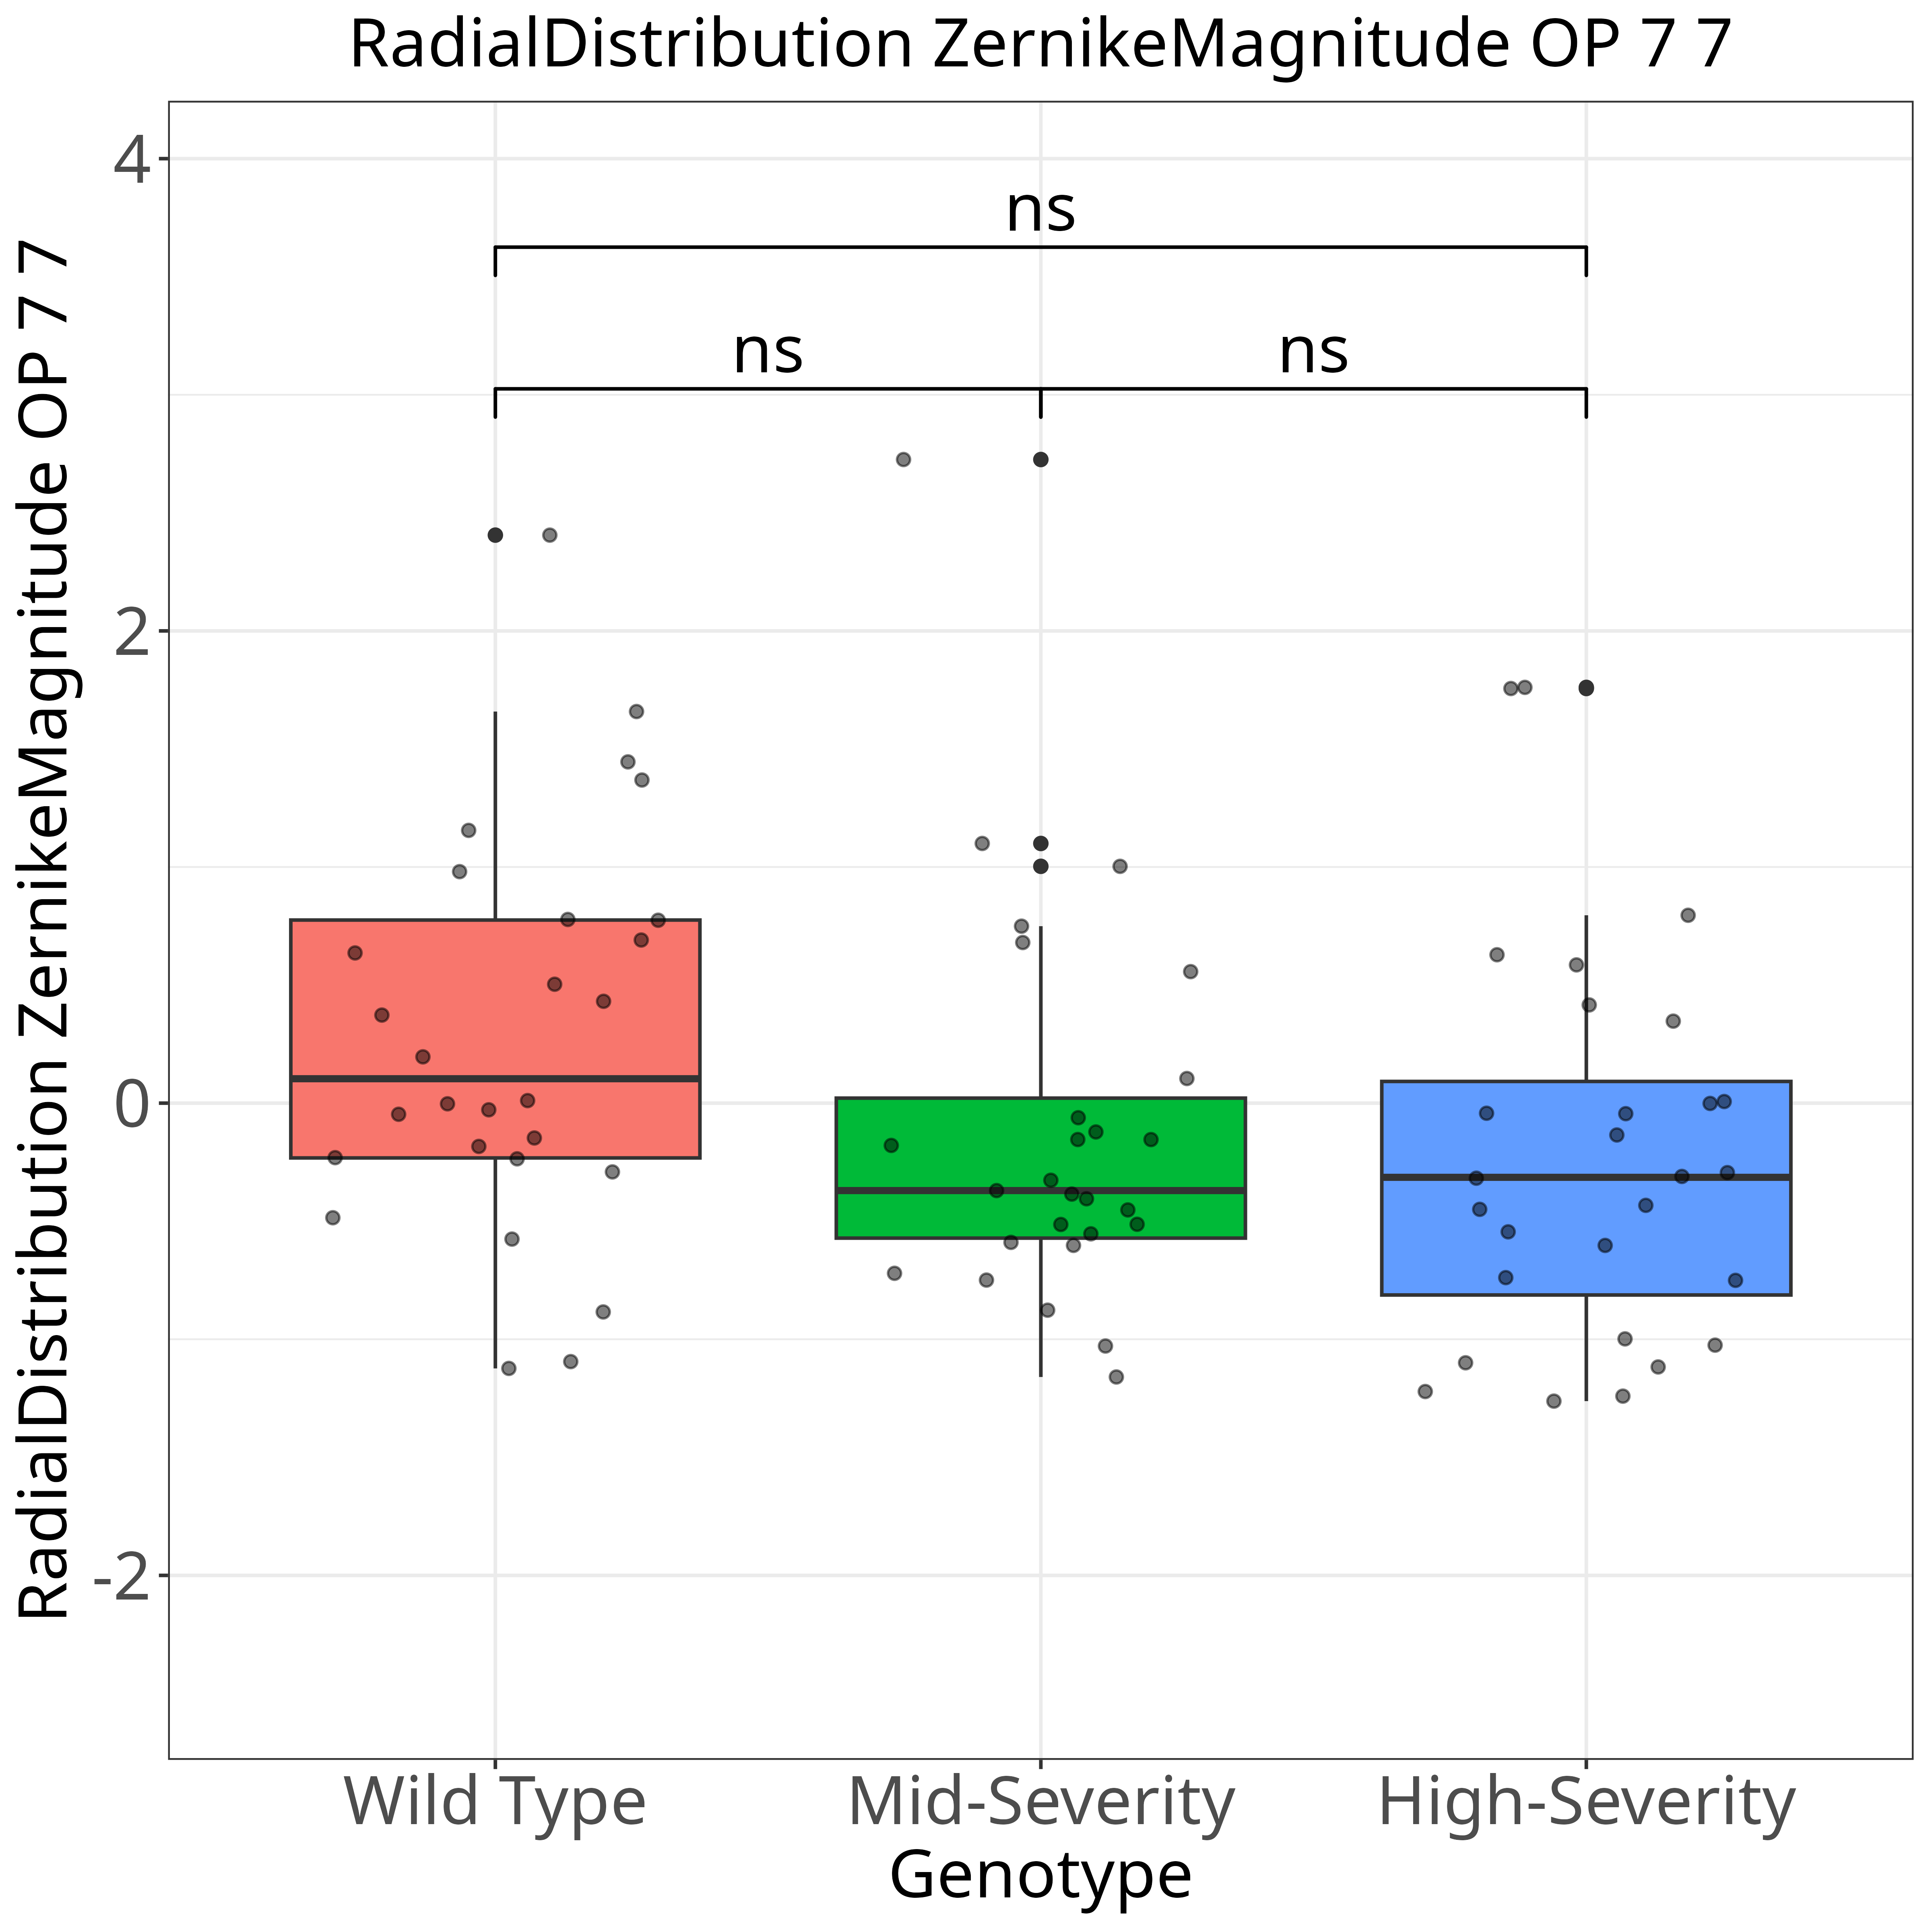 RadialDistribution ZernikeMagnitude OP 7 7
RadialDistribution ZernikeMagnitude OP 7 7
4
2
0
-2
ns
ns
ns
Wild Type
Mid-Severity
High-Severity
Genotype